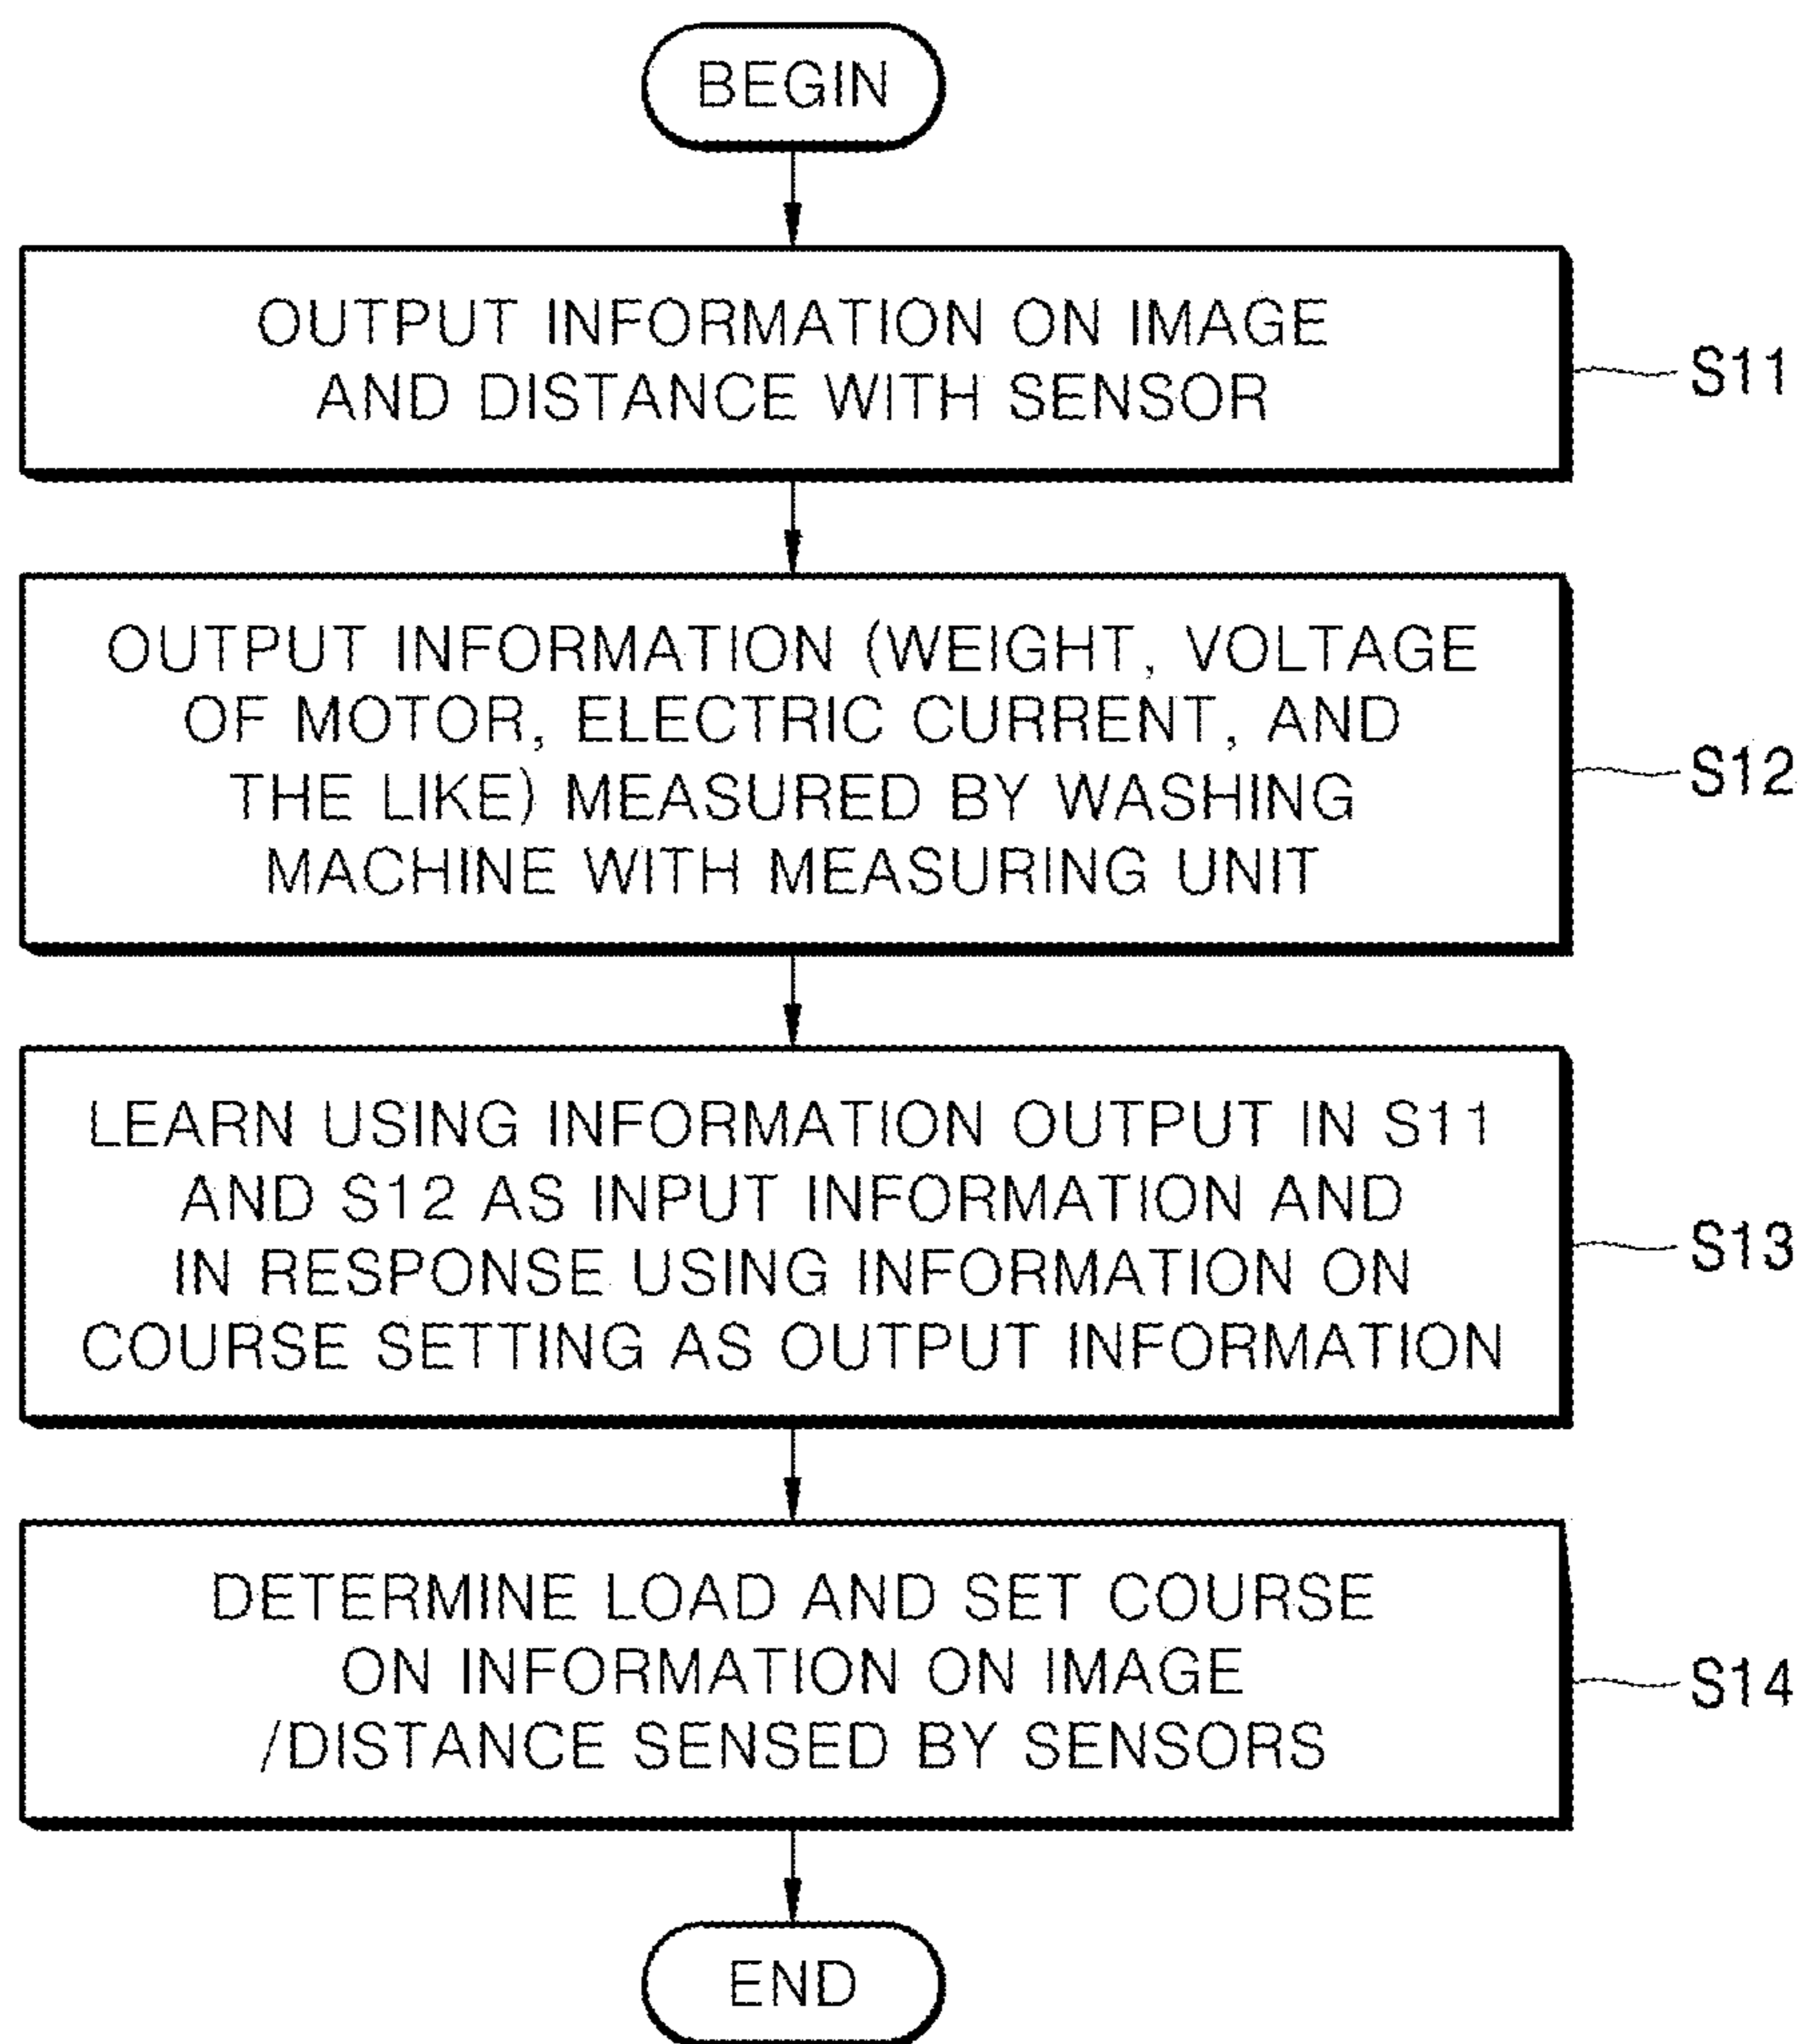 BEGIN
OUTPUT INFORMATION ON IMAGE
AND DISTANCE WITH SENSOR
S11
OUTPUT INFORMATION (WEIGHT, VOLTAGE
OF MOTOR, ELECTRIC CURRENT, AND
THE LIKE) MEASURED BY WASHING
MACHINE WITH MEASURING UNIT
S12
LEARN USING INFORMATION OUTPUT IN S11
AND S12 AS INPUT INFORMATION AND
IN RESPONSE USING INFORMATION ON
COURSE SETTING AS OUTPUT INFORMATION
S13
DETERMINE LOAD AND SET COURSE
ON INFORMATION ON IMAGE
/DISTANCE SENSED BY SENSORS
S14
END